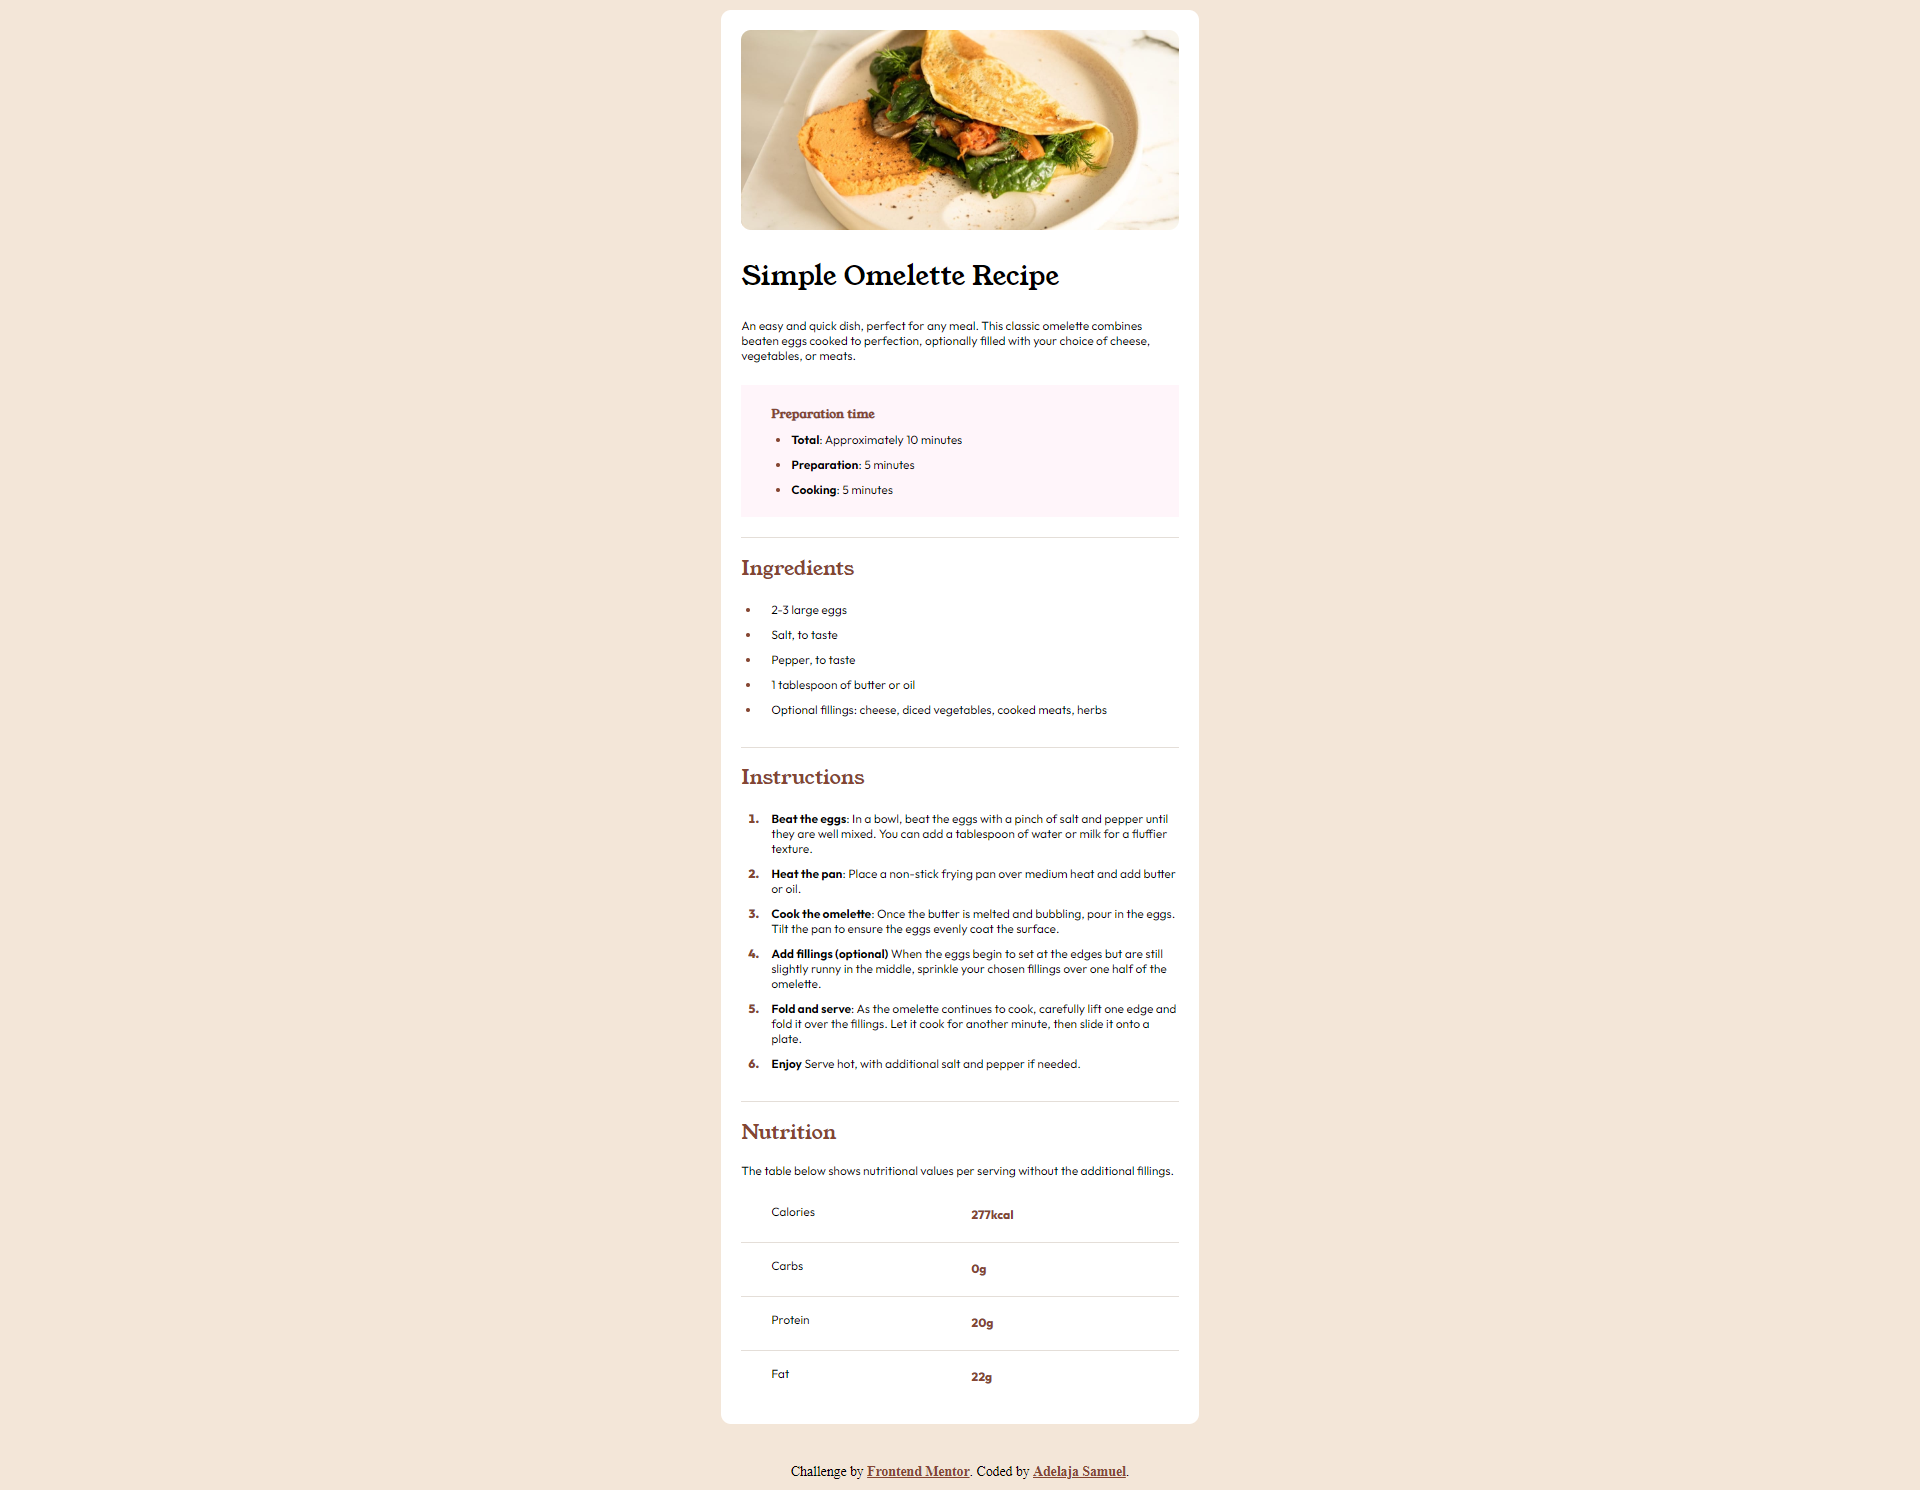 Simple Omelette Recipe
An easy and quick dish, perfect for any meal. This classic omelette combines
beaten eggs cooked to perfection, optionally filled with your choice of cheese,
vegetables, or meats.
Preparation time
• Total: Approximately 10 minutes
• Preparation: 5 minutes
• Cooking: 5 minutes
Ingredients
• 2-3 large eggs
• Salt, to taste
• Pepper, to taste
• 1 tablespoon of butter or oil
• Optional fillings: cheese, diced vegetables, cooked meats, herbs
Instructions
1. Beat the eggs: In a bowl, beat the eggs with a pinch of salt and pepper until
they are well mixed. You can add a tablespoon of water or milk for a fluffier
texture.
2. Heat the pan: Place a non-stick frying pan over medium heat and add butter
or oil.
3. Cook the omelette: Once the butter is melted and bubbling, pour in the eggs.
Tilt the pan to ensure the eggs evenly coat the surface.
4. Add fillings (optional) When the eggs begin to set at the edges but are still
slightly runny in the middle, sprinkle your chosen fillings over one half of the
omelette.
5. Fold and serve: As the omelette continues to cook, carefully lift one edge and
fold it over the fillings. Let it cook for another minute, then slide it onto a
plate.
6. Enjoy Serve hot, with additional salt and pepper if needed.
Nutrition
The table below shows nutritional values per serving without the additional fillings.
Calories 277kcal
Carbs 0g
Protein 20g
Fat 22g
Challenge by Frontend Mentor. Coded by Adelaja Samuel.